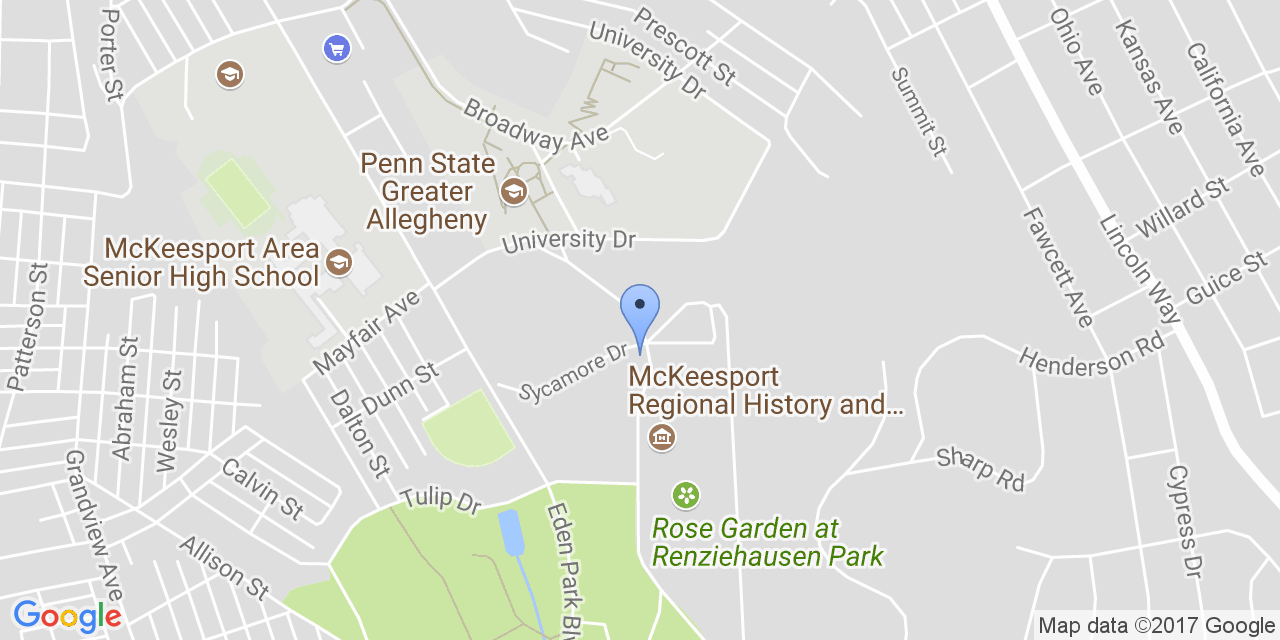 Porter St
Prescott St
University Dr
Ohio Ave
Kansas Ave
California Ave
Summit St
Broadway Ave
Penn State
Greater
Allegheny
Willard St
McKeesport Area
Senior High School
University Dr
Fawcett Ave
Lincoln Way
Guice St
Patterson St
Mayfair Ave
Henderson Rd
Sycamore Dr
Abraham St
Wesley St
Dunn St
Dalton St
McKeesport
Regional History and...
Calvin St
Grandview Ave
Tulip Dr
Sharp Rd
Cypress Dr
Allison St
Eden Park Blv
Rose Garden at
Renziehausen Park
Google
Map data ©2017 Google